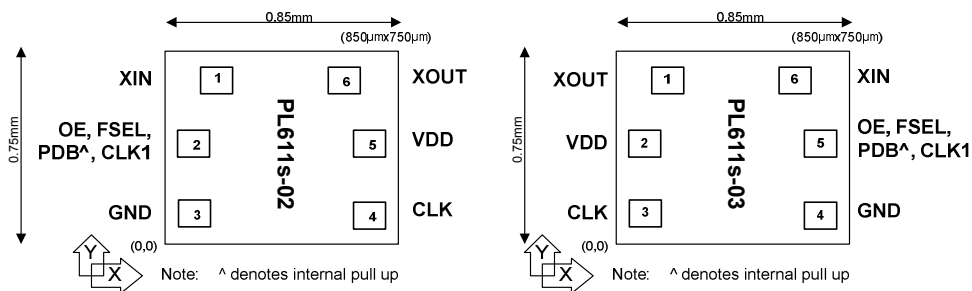 0.85mm
(850µmx750µm)
0.75mm
XIN
1
6
XOUT
OE, FSEL,
PDB^, CLK1
2
PL611s-02
5
VDD
GND
3
4
CLK
(0,0)
Y
X
Note: ^ denotes internal pull up
0.85mm
(850µmx750µm)
0.75mm
XOUT
1
6
XIN
VDD
2
PL611s-03
5
OE, FSEL,
PDB^, CLK1
CLK
3
4
GND
(0,0)
Y
X
Note: ^ denotes internal pull up